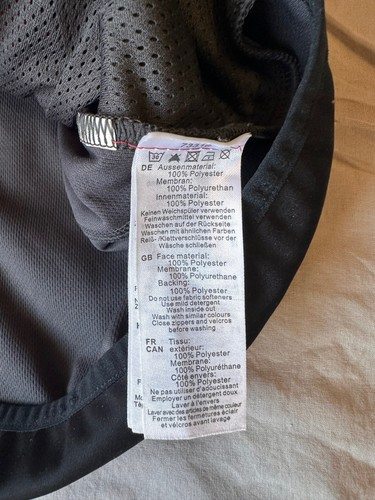 30
DE Aussenmaterial:
100% Polyester
Membran:
100% Polyurethan
Innenmaterial:
100% Polyester
Keinen Weichspüler verwenden
Feinwaschmittel verwenden
Waschen auf der Rückseite
Waschen mit ähnlichen Farben
Reiß- /Klettverschlüsse vor der
Wäsche schließen
GB Face material:
100% Polyester
Membrane:
100% Polyurethane
Backing:
100% Polyester
Do not use fabric softeners
Use mild detergent
Wash inside out
Wash with similar colours
Close zippers and velcros
before washing
FR Tissu:
CAN extérieur:
100% Polyester
Membrane:
100% Polyuréthane
Côté envers:
100% Polyester
Ne pas utiliser d'adoucissant
Employer un détergent doux
Laver à l'envers
Laver avec des articles de même couleur
Fermer les fermetures éclair
et velcros avant lavage